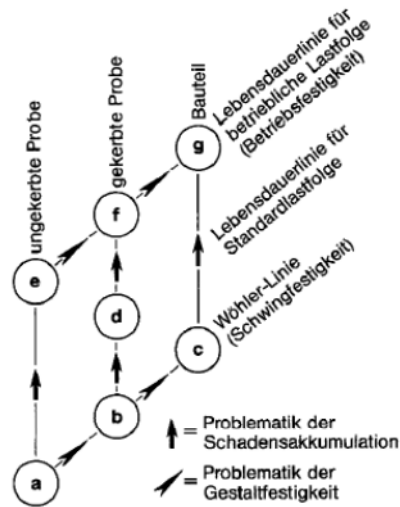 ungekerbte Probe
gekerbte Probe
Bauteil
Lebensdauerlinie für
betriebliche Lastfolge
(Betriebsfestigkeit)
Lebensdauerlinie für
Standardlastfolge
Wöhler-Linie
(Schwingfestigkeit)
g
f
e
d
c
b
a
= Problematik der
Schadensakkumulation
= Problematik der
Gestaltfestigkeit